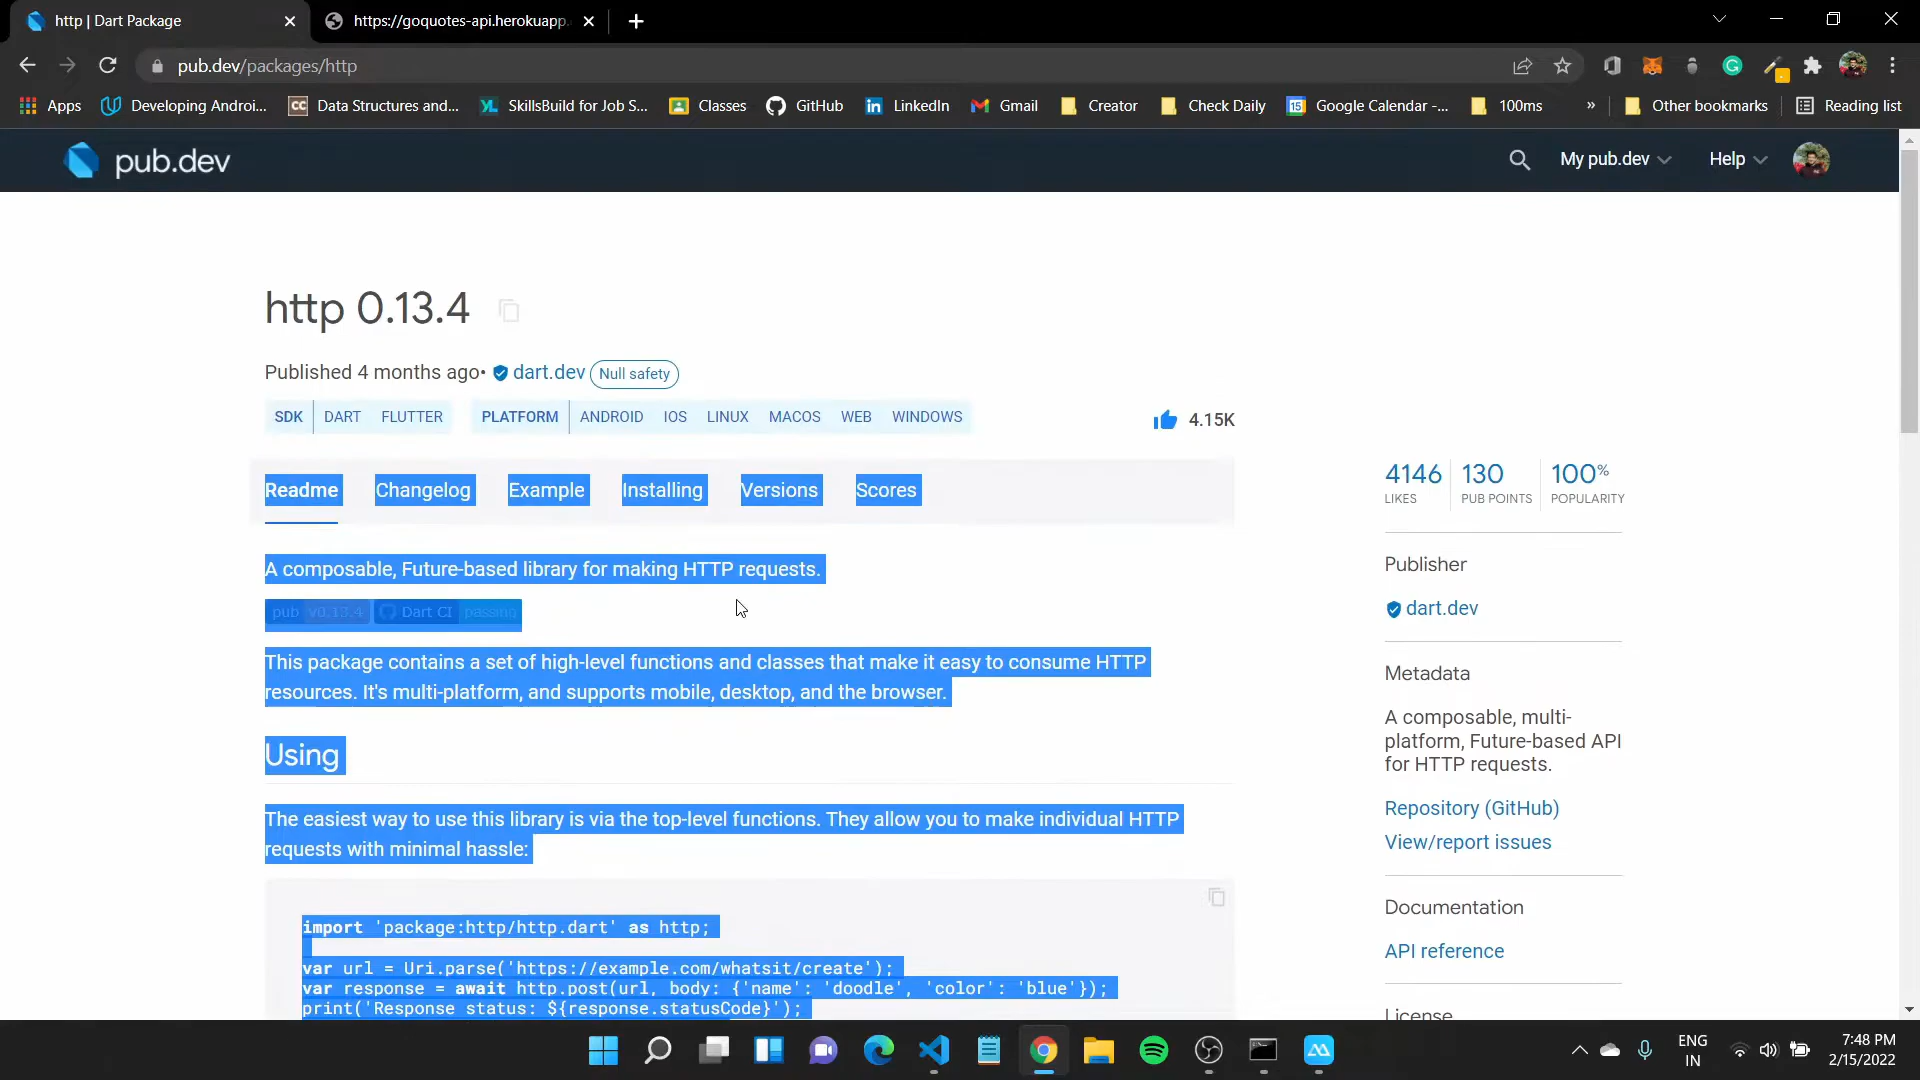 http | Dart Package
https://goquotes-api.herokuapp.
pub.dev/packages/http
Apps
Developing Androi...
Data Structures and...
SkillsBuild for Job S...
Classes
GitHub
LinkedIn
Gmail
Creator
Check Daily
Google Calendar -...
100ms
»
Other bookmarks
Reading list
pub.dev
My pub.dev
Help
http 0.13.4
Published 4 months ago• dart.dev Null safety
SDK DART FLUTTER PLATFORM ANDROID IOS LINUX MACOS WEB WINDOWS
4.15K
Readme Changelog Example Installing Versions Scores
A composable, Future-based library for making HTTP requests.
pub v0.13.4 Dart CI passing
This package contains a set of high-level functions and classes that make it easy to consume HTTP
resources. It's multi-platform, and supports mobile, desktop, and the browser.
Using
The easiest way to use this library is via the top-level functions. They allow you to make individual HTTP
requests with minimal hassle:
import 'package:http/http.dart' as http;
var url = Uri.parse('https://example.com/whatsit/create');
var response = await http.post(url, body: {'name': 'doodle', 'color': 'blue'});
print('Response status: ${response.statusCode}');
4146 130 100%
LIKES PUB POINTS POPULARITY
Publisher
dart.dev
Metadata
A composable, multi-
platform, Future-based API
for HTTP requests.
Repository (GitHub)
View/report issues
Documentation
API reference
License
ENG
IN
7:48 PM
2/15/2022